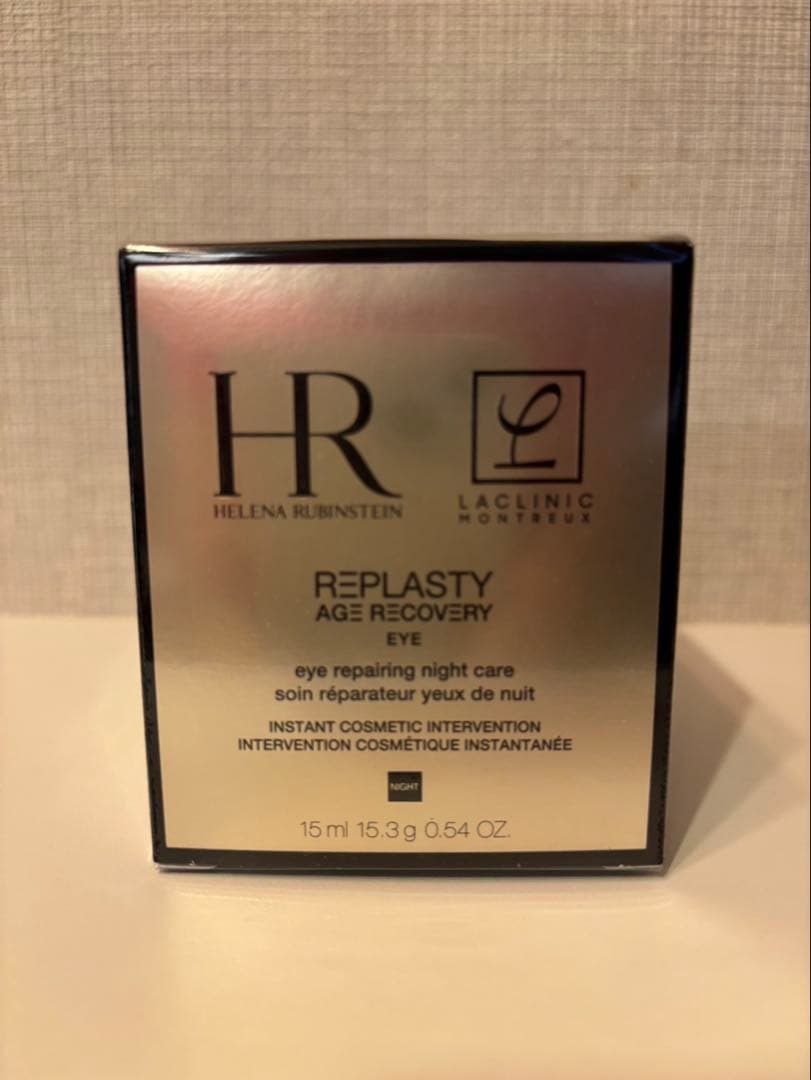 HR
HELENA RUBINSTEIN
LACLINIC
MONTREUX
REPLASTY
AGE RECOVERY
EYE
eye repairing night care
soin réparateur yeux de nuit
INSTANT COSMETIC INTERVENTION
INTERVENTION COSMÉTIQUE INSTANTANÉE
NIGHT
15 ml 15.3 g 0.54 OZ.